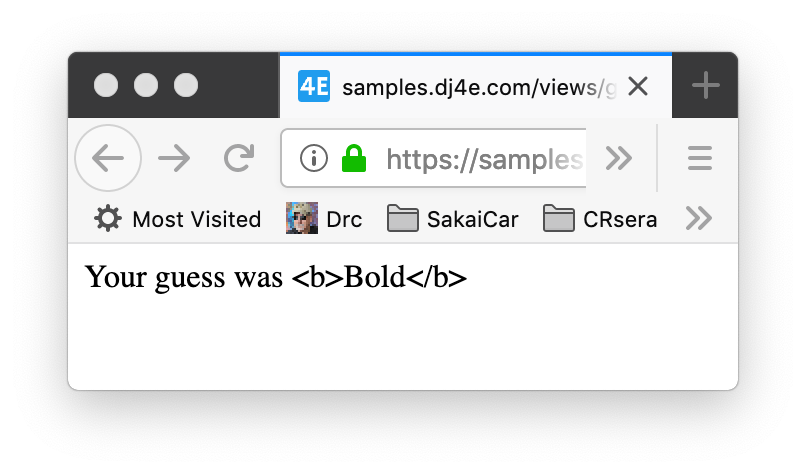 4E samples.dj4e.com/views/g
https://samples
Most Visited Drc SakaiCar CRsera
Your guess was <b>Bold</b>